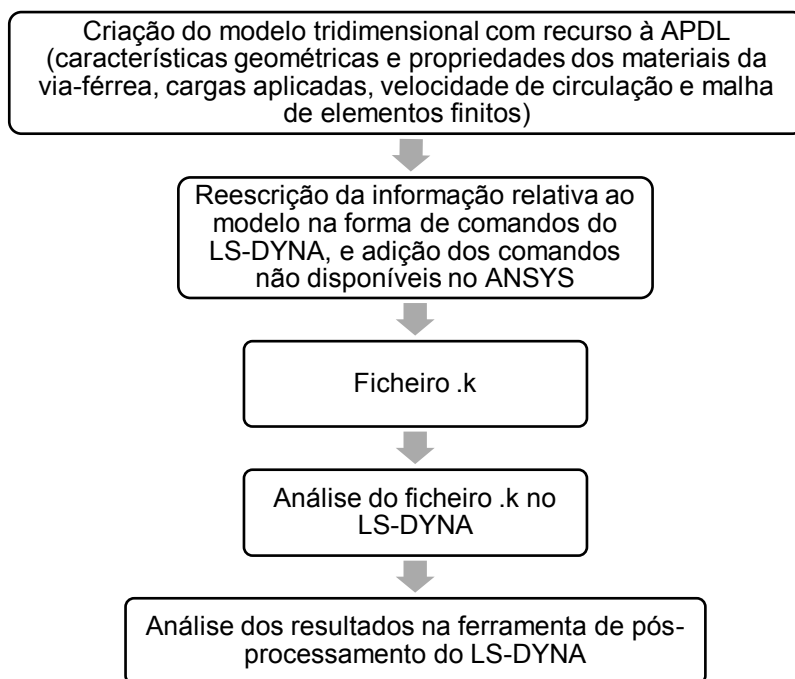 Criação do modelo tridimensional com recurso à APDL
(características geométricas e propriedades dos materiais da
via-férrea, cargas aplicadas, velocidade de circulação e malha
de elementos finitos)
Reescrição da informação relativa ao
modelo na forma de comandos do
LS-DYNA, e adição dos comandos
não disponíveis no ANSYS
Ficheiro .k
Análise do ficheiro .k no
LS-DYNA
Análise dos resultados na ferramenta de pós-
processamento do LS-DYNA